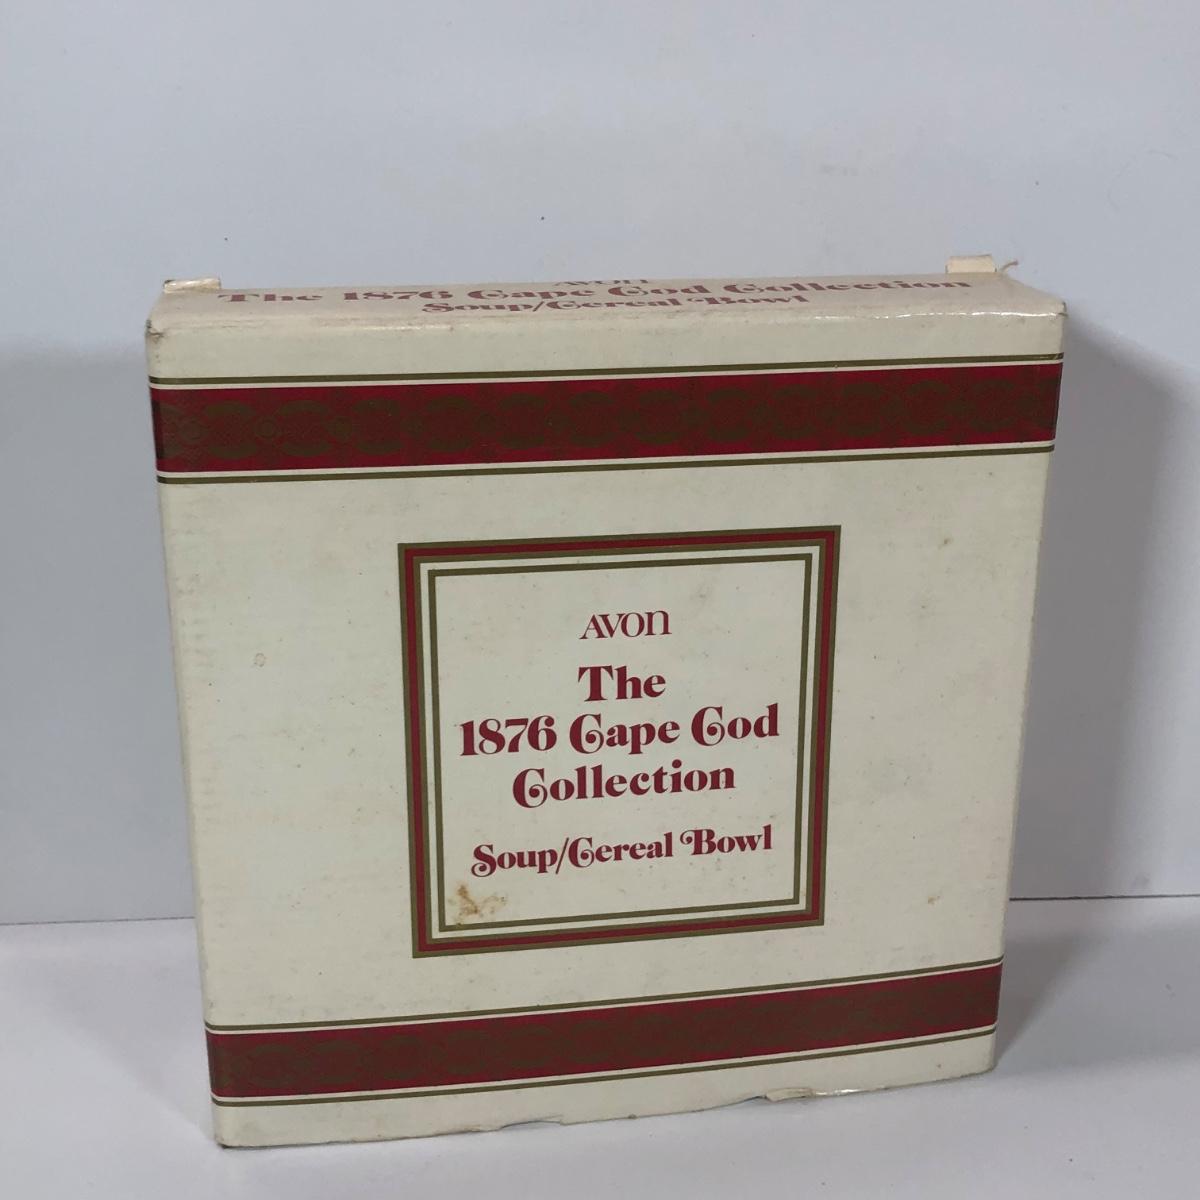 AVON
The 1876 Cape Cod Collection
Soup/Cereal Bowl
AVON
The
1876 Cape Cod
Collection
Soup/Cereal Bowl